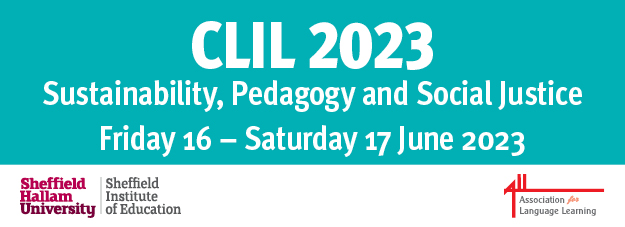 CLIL 2023
Sustainability, Pedagogy and Social Justice
Friday 16 – Saturday 17 June 2023
Sheffield
Hallam
University
Sheffield
Institute
of Education
all
Association for
Language Learning